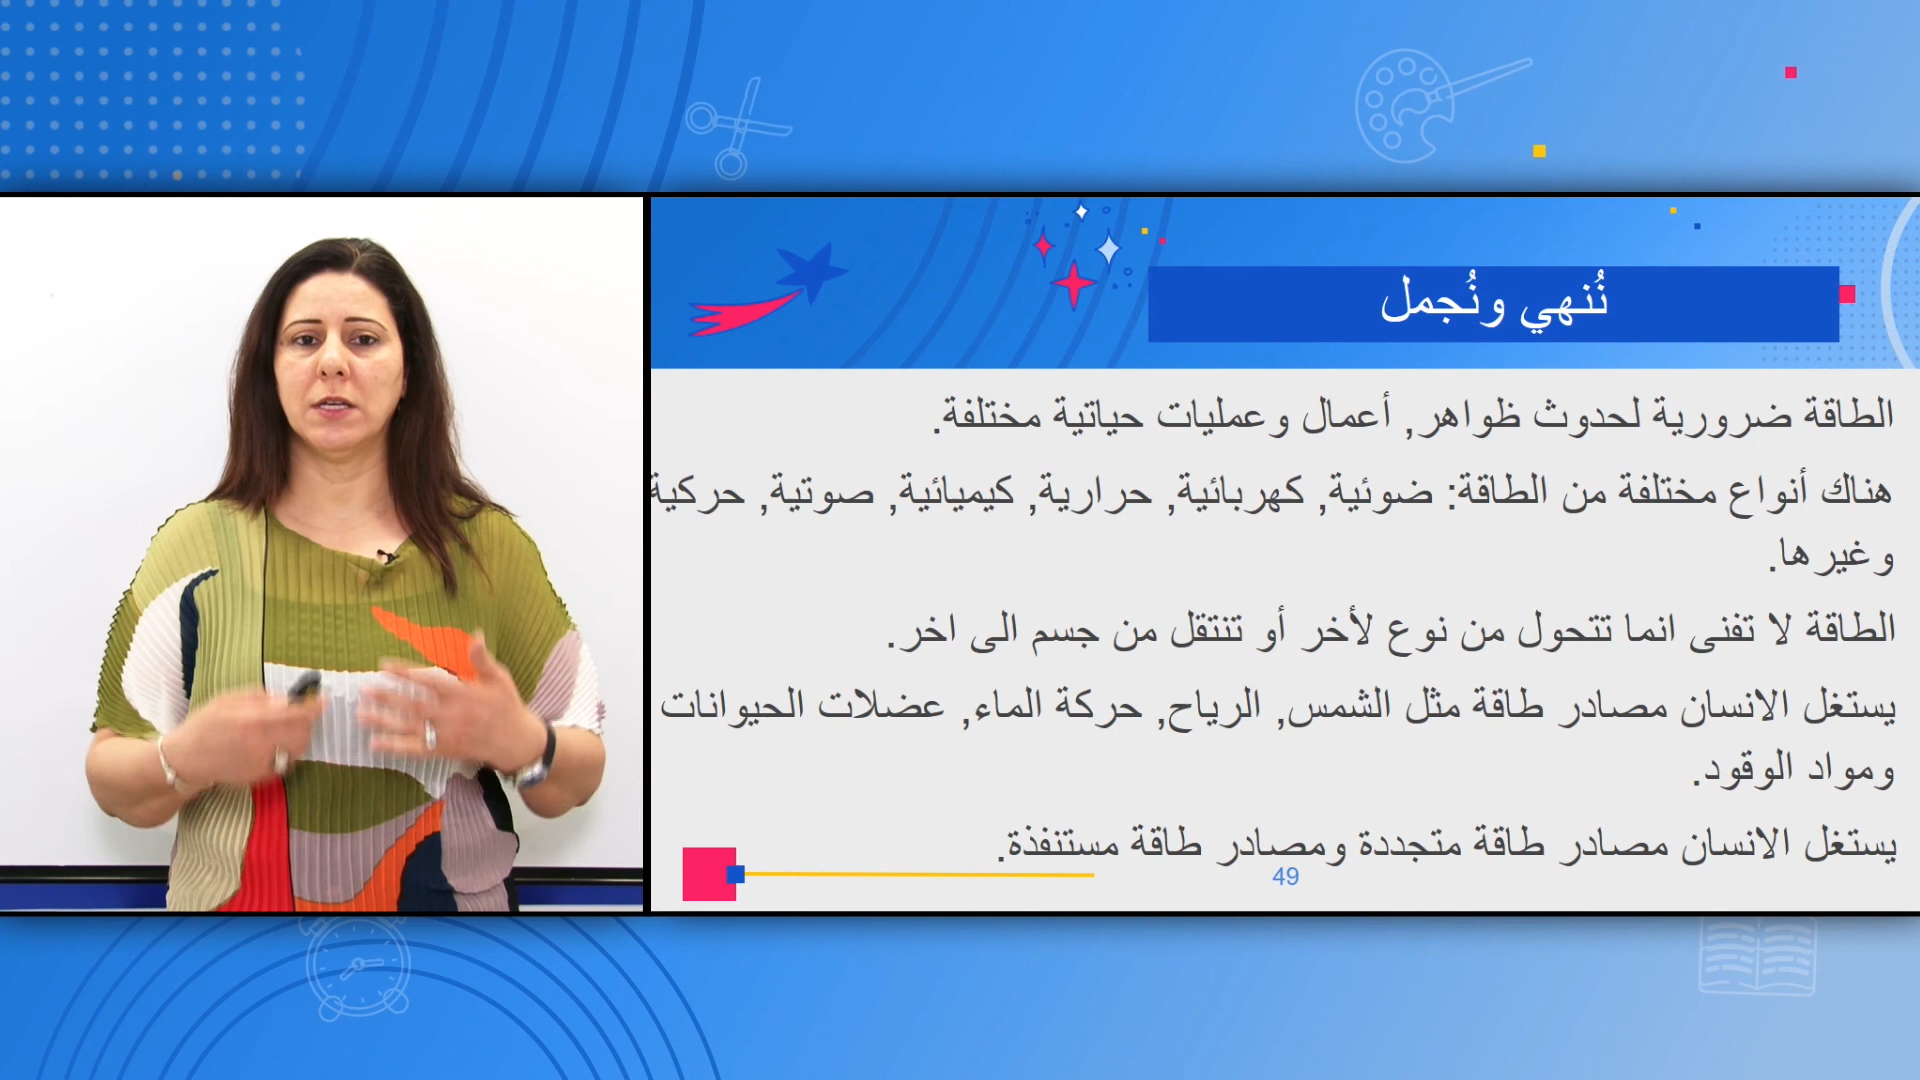 نُنهي ونُجمل
الطاقة ضرورية لحدوث ظواهر, أعمال وعمليات حياتية مختلفة.
هناك أنواع مختلفة من الطاقة: ضوئية, كهربائية, حرارية, كيميائية, صوتية, حركية
وغيرها.
الطاقة لا تفنى انما تتحول من نوع لأخر أو تنتقل من جسم الى اخر.
يستغل الانسان مصادر طاقة مثل الشمس, الرياح, حركة الماء, عضلات الحيوانات
ومواد الوقود.
يستغل الانسان مصادر طاقة متجددة ومصادر طاقة مستنفذة.
49